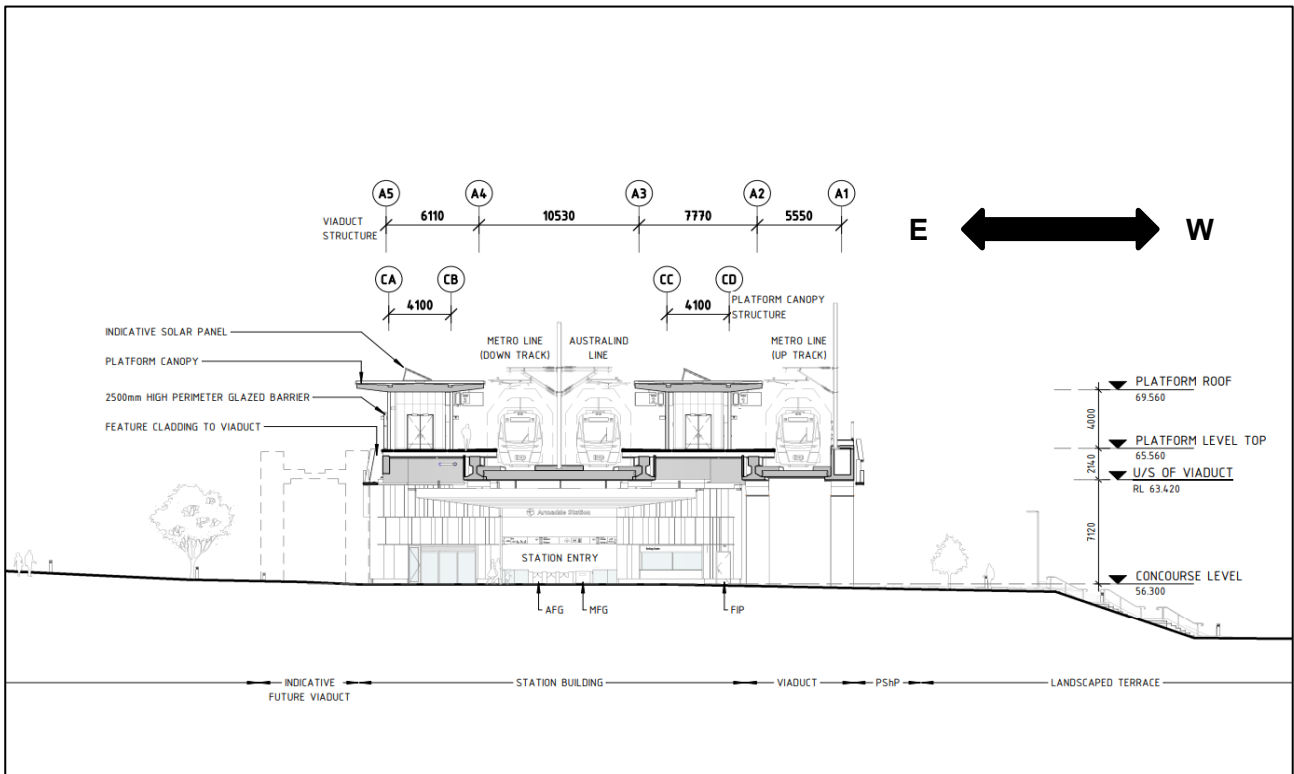 A5 A4 A3 A2 A1
6110 10530 7770 5550
VIADUCT
STRUCTURE
E W
CA CB CC CD
4100 4100
PLATFORM CANOPY
STRUCTURE
INDICATIVE SOLAR PANEL
METRO LINE
(DOWN TRACK)
AUSTRALIND
LINE
METRO LINE
(UP TRACK)
PLATFORM CANOPY
2500mm HIGH PERIMETER GLAZED BARRIER
FEATURE CLADDING TO VIADUCT
PLATFORM ROOF
69.560
4000
PLATFORM LEVEL TOP
65.560
2140
U/S OF VIADUCT
RL 63.420
7120
CONCOURSE LEVEL
56.300
Armadale Station
STATION ENTRY
AFG MFG FIP
INDICATIVE
FUTURE VIADUCT
STATION BUILDING
VIADUCT
PShP
LANDSCAPED TERRACE